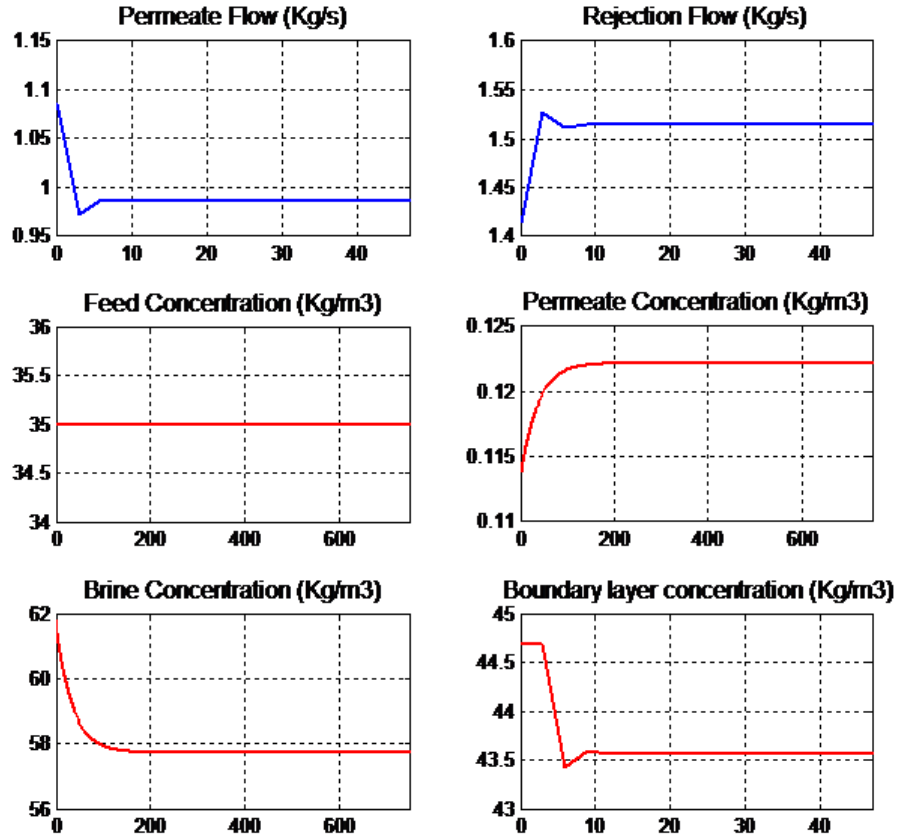 Permeate Flow (Kg/s)
1.15
1.1
1.05
1
0.95
0 10 20 30 40
Rejection Flow (Kg/s)
1.6
1.55
1.5
1.45
1.4
0 10 20 30 40
Feed Concentration (Kg/m3)
36
35.5
35
34.5
34
0 200 400 600
Permeate Concentration (Kg/m3)
0.125
0.12
0.115
0.11
0 200 400 600
Brine Concentration (Kg/m3)
62
60
58
56
0 200 400 600
Boundary layer concentration (Kg/m3)
45
44.5
44
43.5
43
0 10 20 30 40